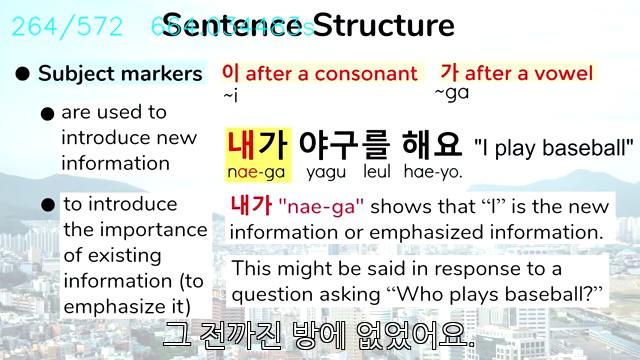 264/572
Sentence Structure
Subject markers
이 after a consonant
~i
가 after a vowel
~ga
are used to
introduce new
information
내가 야구를 해요 "I play baseball"
nae-ga yagu leul hae-yo.
to introduce
the importance
of existing
information (to
emphasize it)
내가 "nae-ga" shows that “I” is the new
information or emphasized information.
This might be said in response to a
question asking “Who plays baseball?”
그 전까진 방에 없었어요.